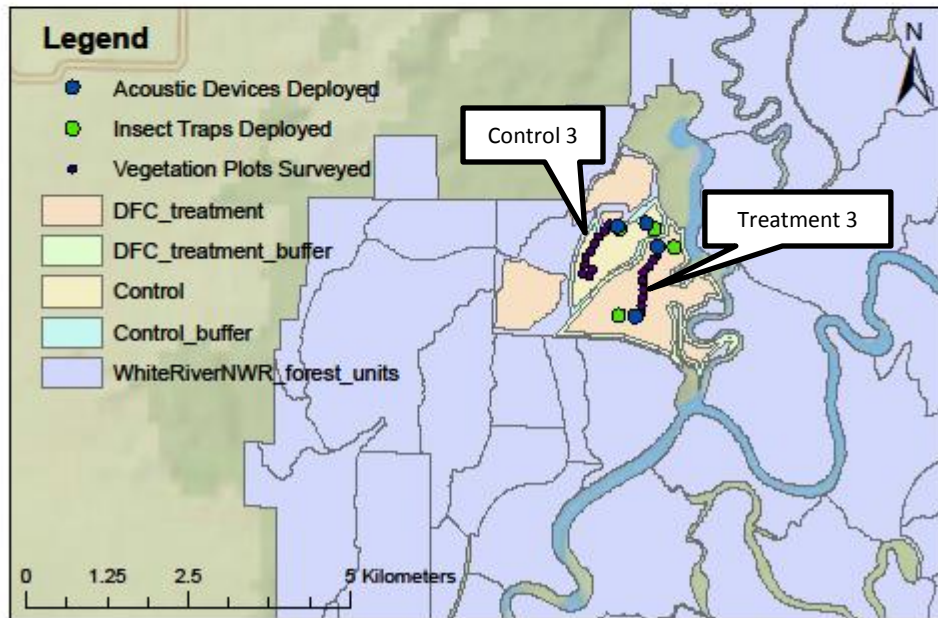 Legend
N
Acoustic Devices Deployed
Insect Traps Deployed
Control 3
Vegetation Plots Surveyed
DFC_treatment
Treatment 3
DFC_treatment_buffer
Control
Control_buffer
WhiteRiverNWR_forest_units
0 1.25 2.5 5 Kilometers